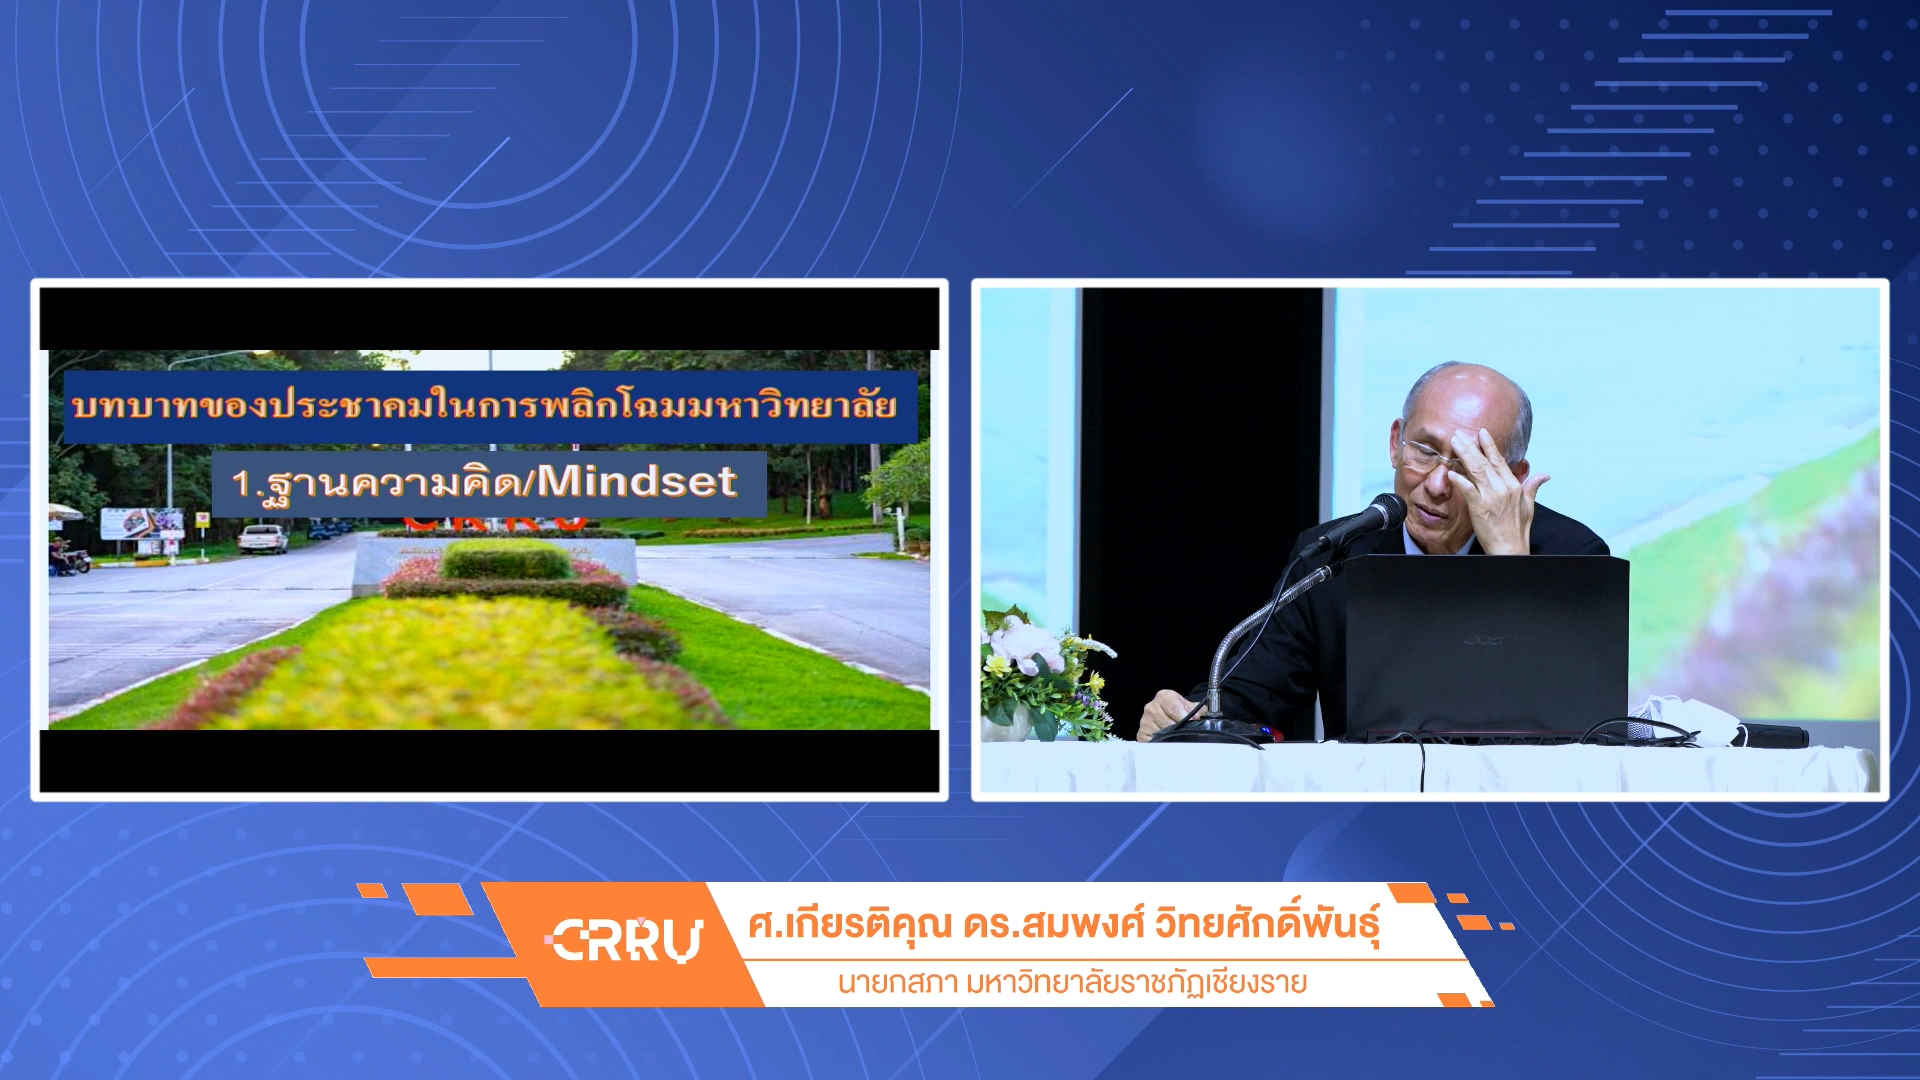 บทบาทของประชาคมในการพลิกโฉมมหาวิทยาลัย
1.ฐานความคิด/Mindset
CRRU
acer
CRRU
ศ.เกียรติคุณ ดร.สมพงศ์ วิทยศักดิ์พันธุ์
นายกสภา มหาวิทยาลัยราชภัฏเชียงราย